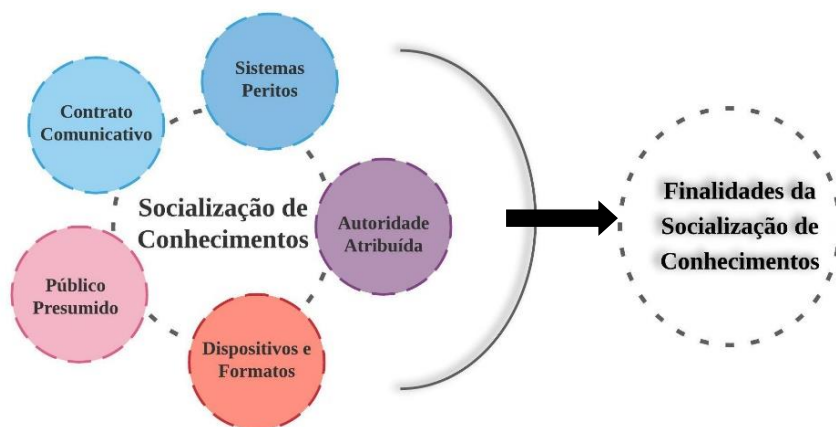 Sistemas
Peritos
Contrato
Comunicativo
Socialização de
Conhecimentos
Autoridade
Atribuída
Público
Presumido
Dispositivos e
Formatos
Finalidades da
Socialização de
Conhecimentos